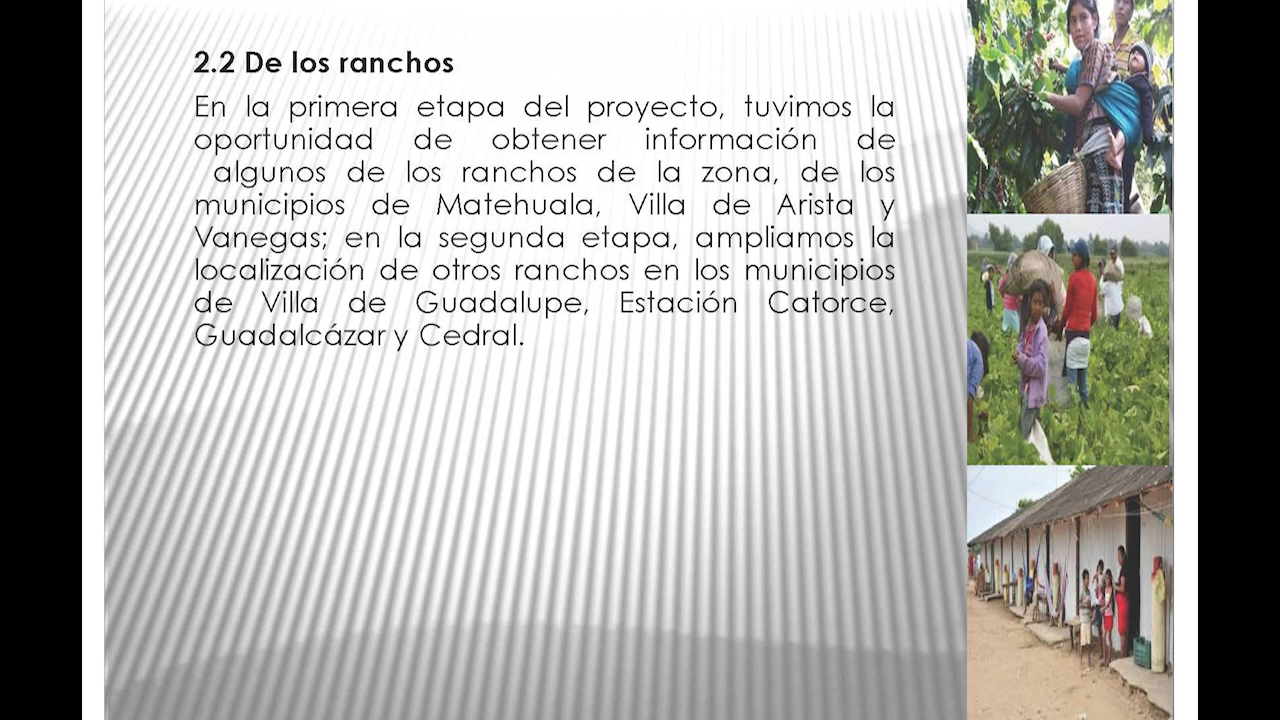 2.2 De los ranchos
En la primera etapa del proyecto, tuvimos la
oportunidad de obtener información de
algunos de los ranchos de la zona, de los
municipios de Matehuala, Villa de Arista y
Vanegas; en la segunda etapa, ampliamos la
localización de otros ranchos en los municipios
de Villa de Guadalupe, Estación Catorce,
Guadalcázar y Cedral.